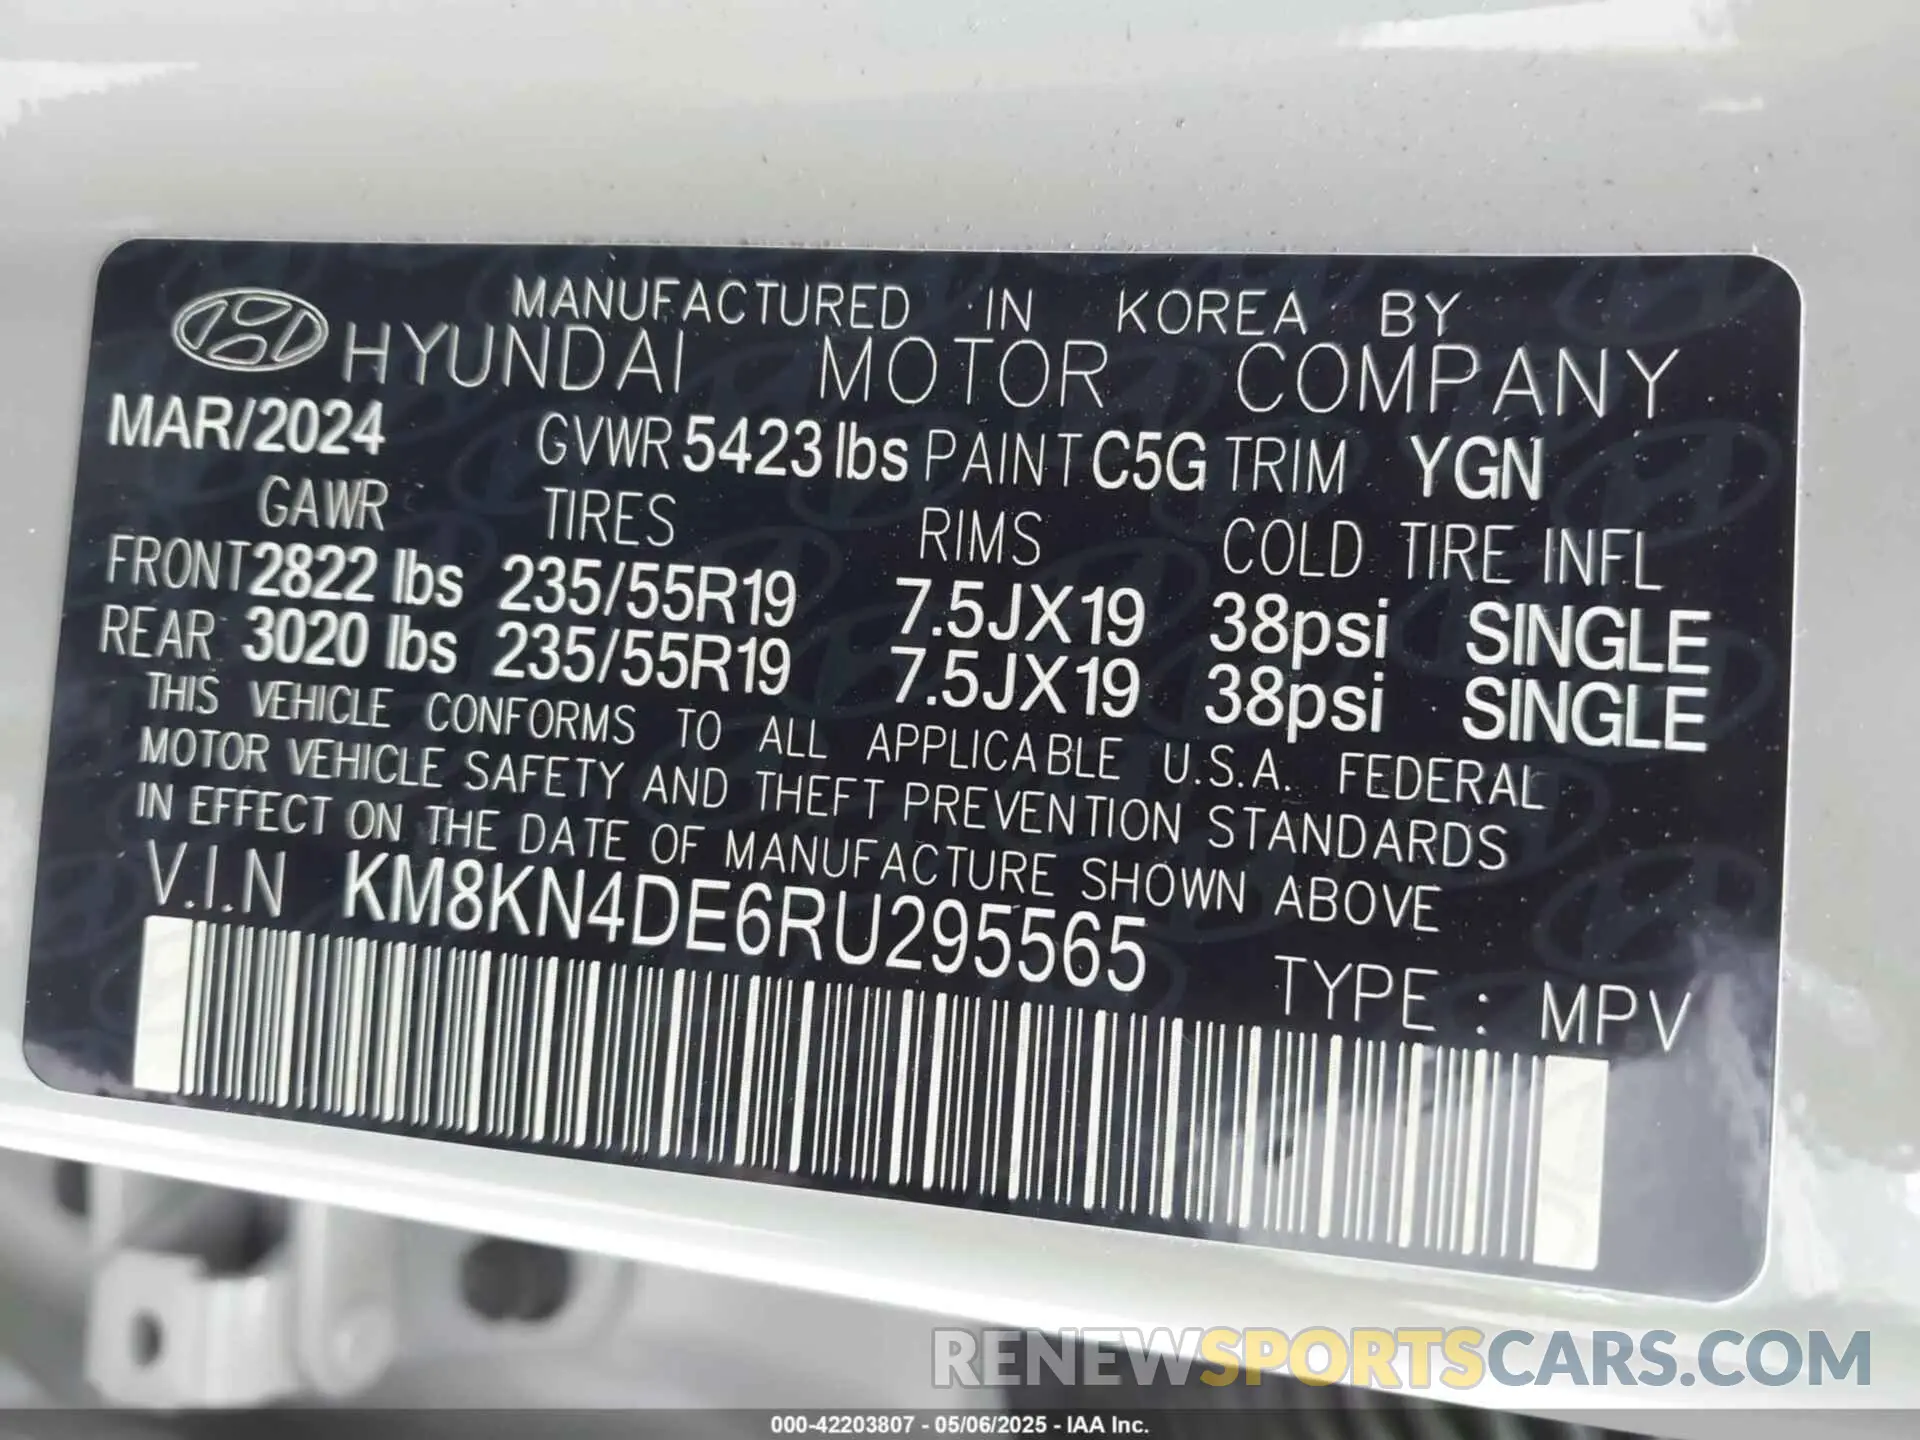 MANUFACTURED IN KOREA BY
HYUNDAI MOTOR COMPANY
MAR/2024 GVWR 5423 lbs PAINT C5G TRIM YGN
GAWR TIRES RIMS COLD TIRE INFL
FRONT 2822 lbs 235/55R19 7.5JX19 38psi SINGLE
REAR 3020 lbs 235/55R19 7.5JX19 38psi SINGLE
THIS VEHICLE CONFORMS TO ALL APPLICABLE U.S.A. FEDERAL
MOTOR VEHICLE SAFETY AND THEFT PREVENTION STANDARDS
IN EFFECT ON THE DATE OF MANUFACTURE SHOWN ABOVE
V.I.N KM8KN4DE6RU295565
TYPE : MPV
RENEWSPORTSCARS.COM
000-42203807 - 05/06/2025 - IAA Inc.